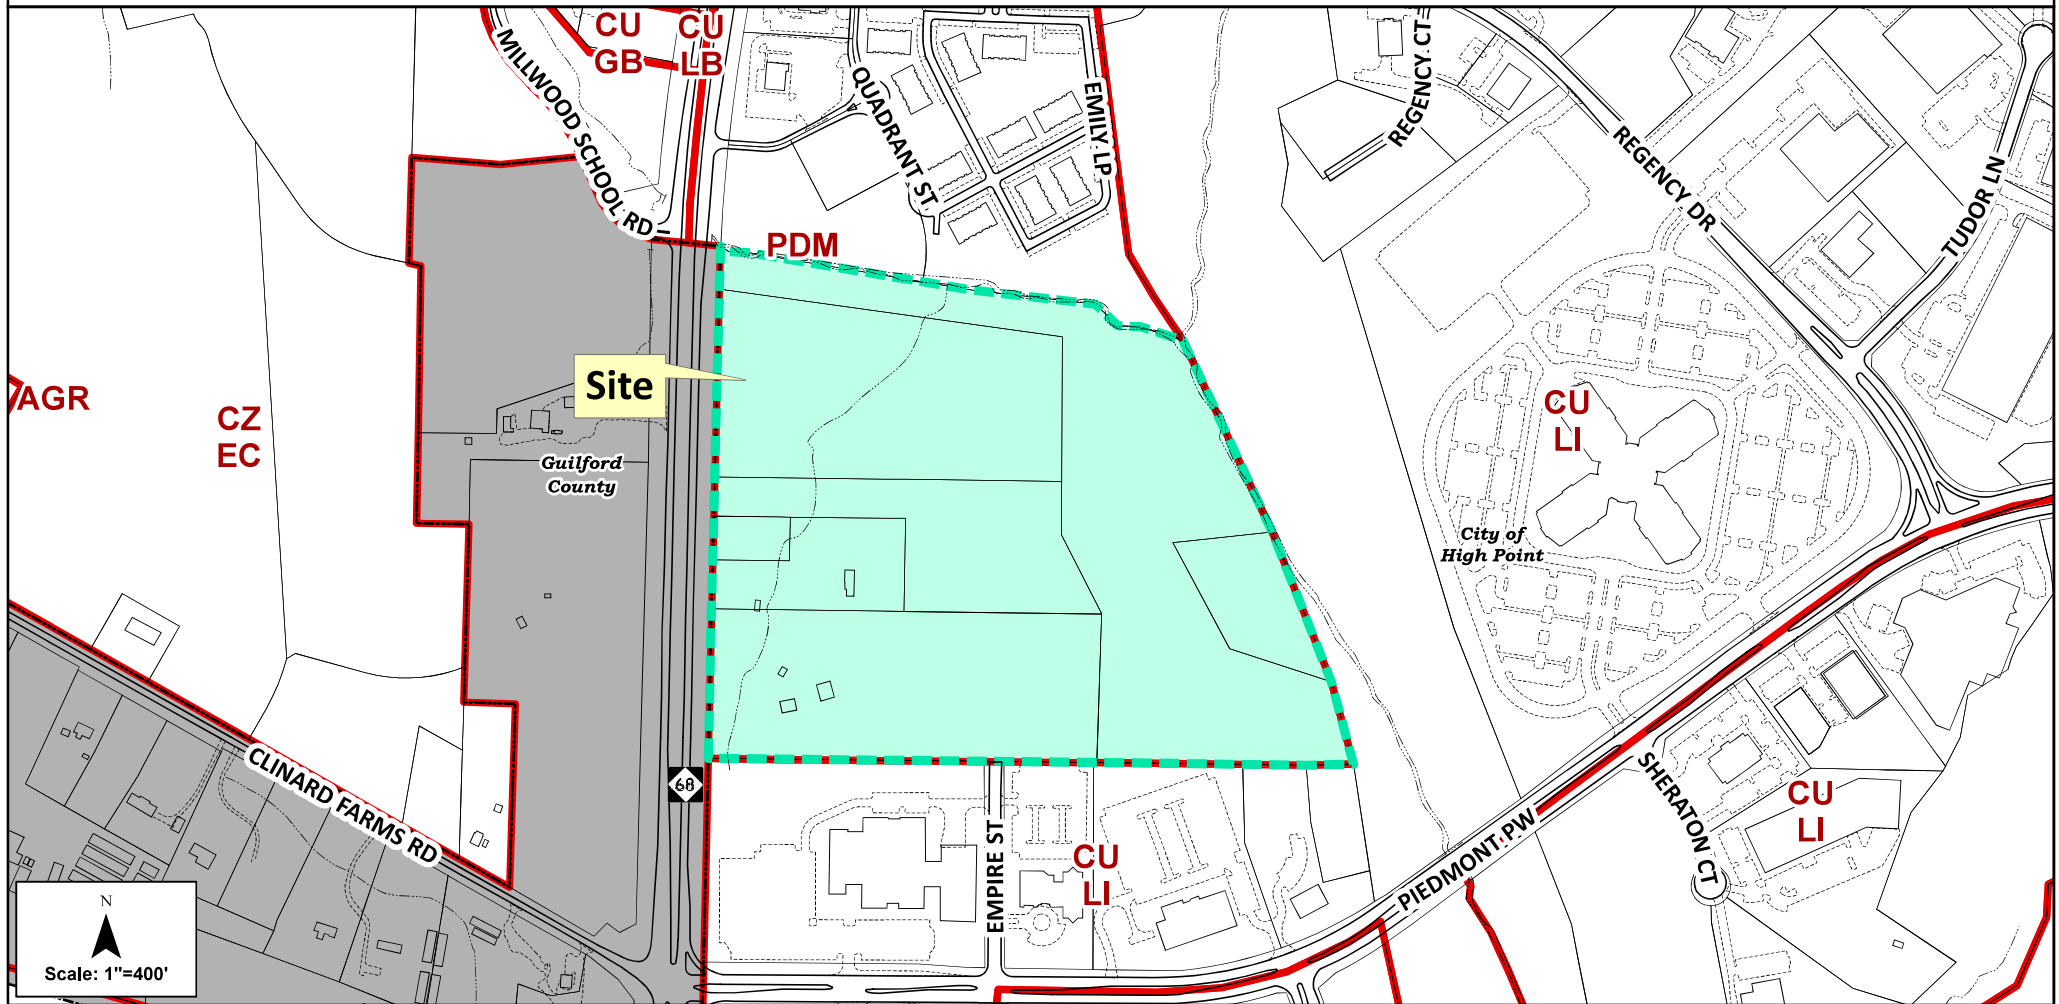 CU
GB
CU
LB
MILLWOOD SCHOOL RD
QUADRANT ST
EMILY LP
REGENCY CT
REGENCY DR
TUDOR LN
PDM
Site
AGR
CZ
EC
Guilford
County
CU
LI
City of
High Point
68
CLINARD FARMS RD
EMPIRE ST
CU
LI
PIEDMONT PW
SHERATON CT
CU
LI
N
Scale: 1"=400'